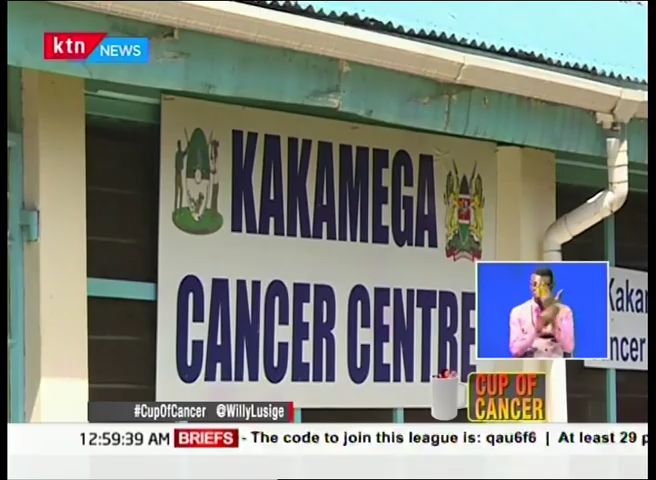 ktn NEWS
KAKAMEGA
CANCER CENTRE
Kaka
ncer
#CupOfCancer @WillyLusige
CUP OF
CANCER
12:59:39 AM BRIEFS - The code to join this league is: qau6f6 | At least 29 p